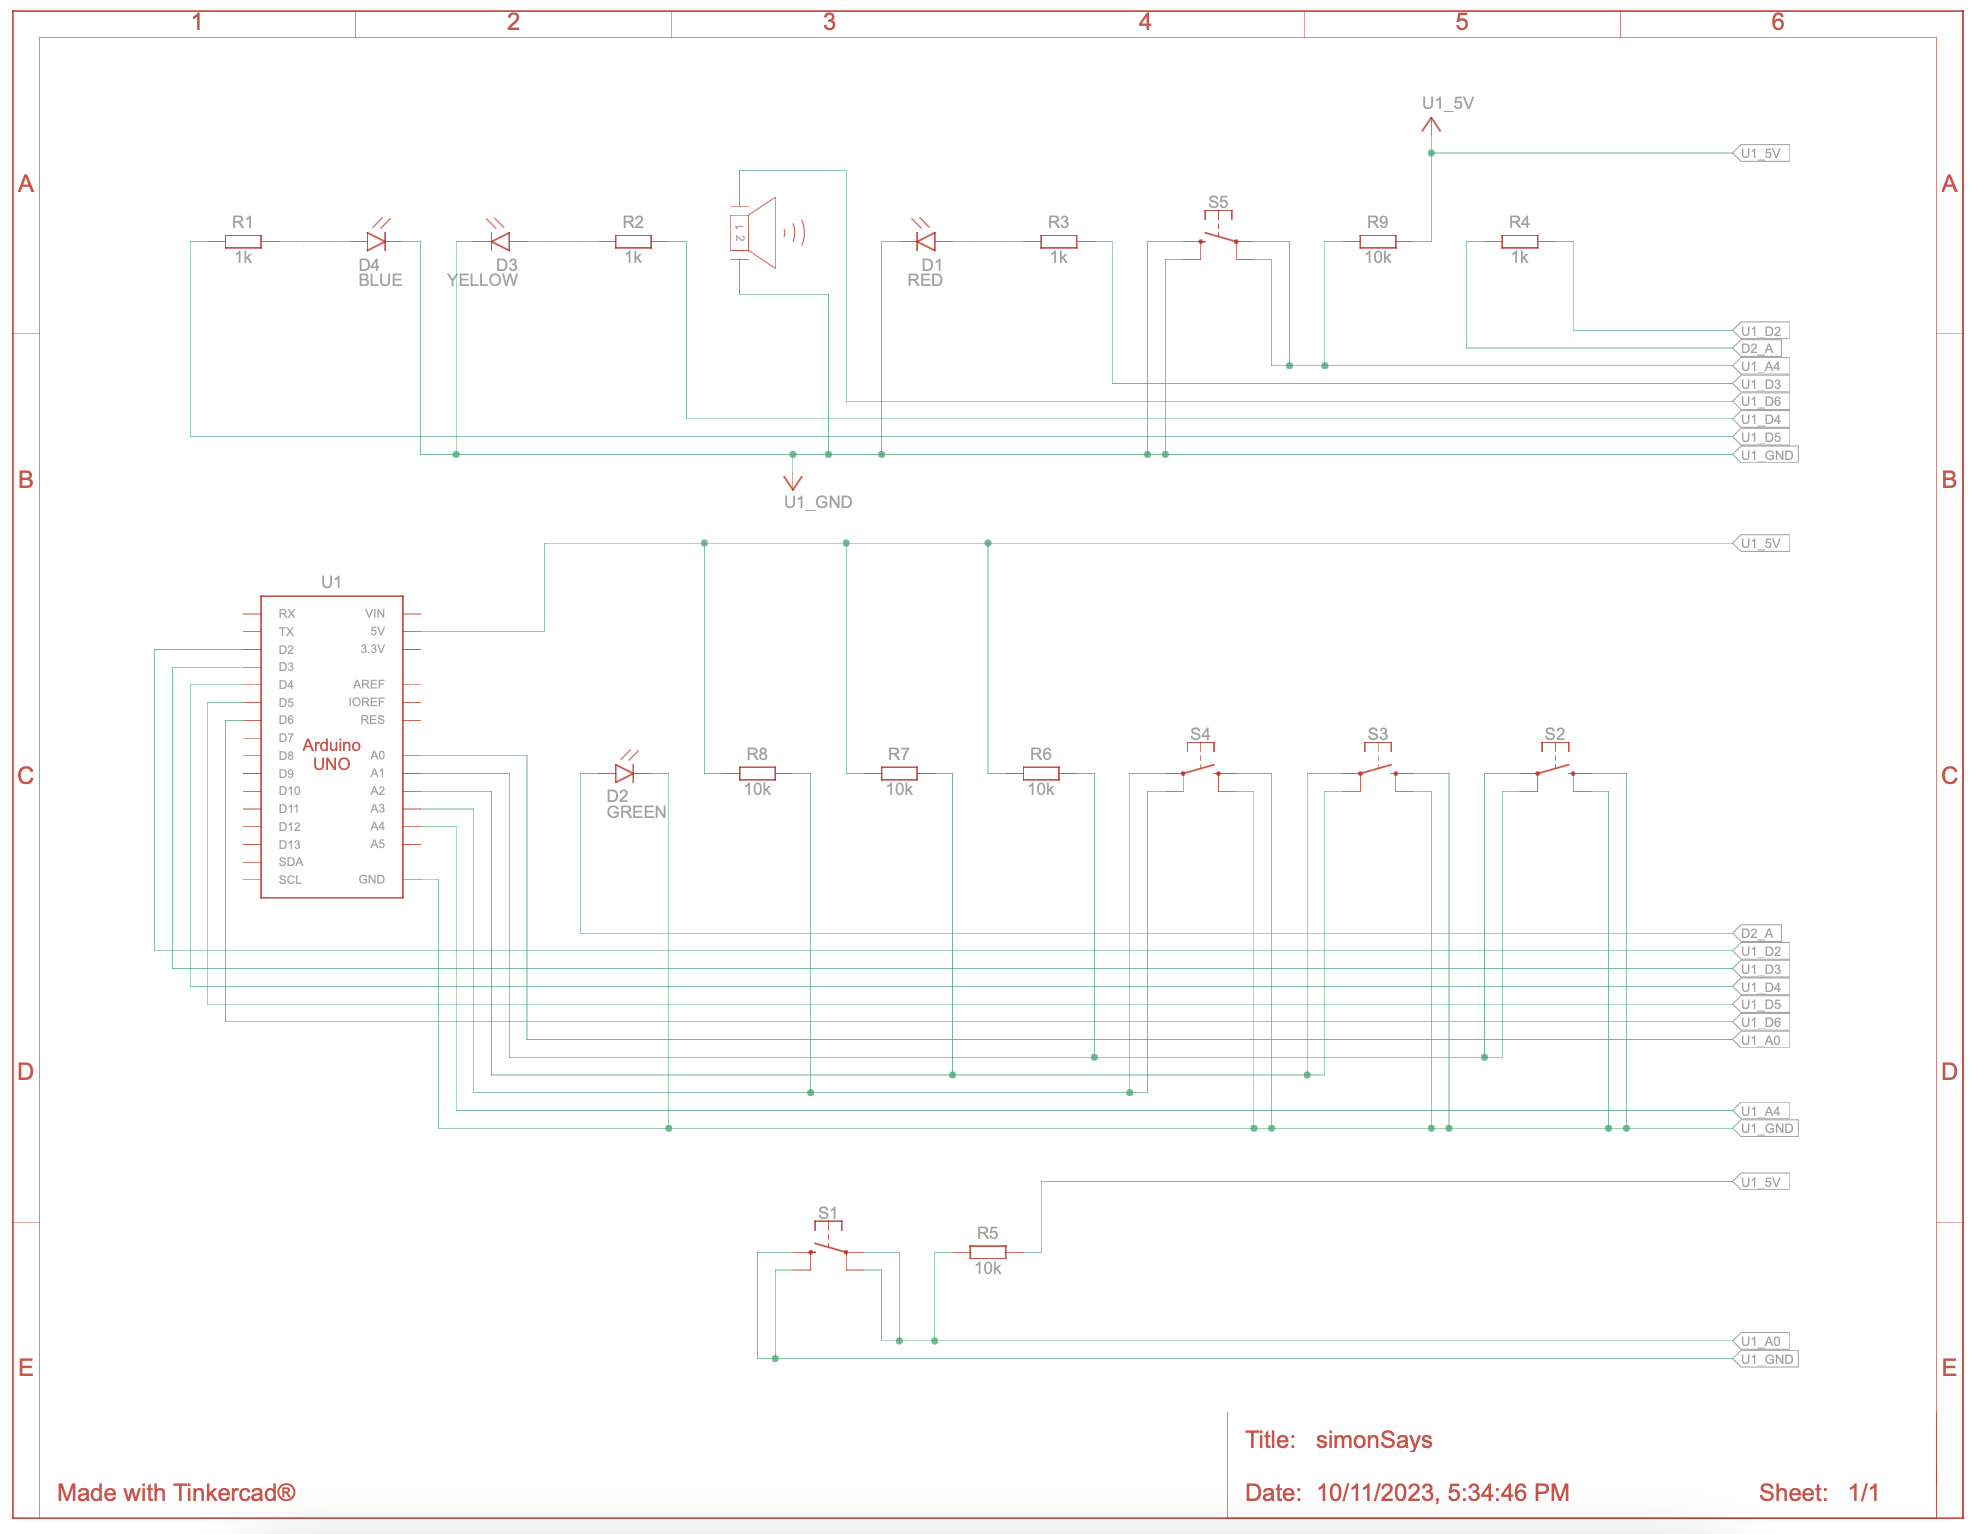 1 2 3 4 5 6
U1_5V
U1_5V
A A
S5
R1 R2 R3 R9 R4
1 2
1k D4 D3 1k D1 1k 10k 1k
BLUE YELLOW RED
U1_D2
D2_A
U1_A4
U1_D3
U1_D6
U1_D4
U1_D5
U1_GND
B B
U1_GND
U1_5V
U1
RX VIN
TX 5V
D2 3.3V
D3
D4 AREF
D5 IOREF
D6 RES
D7
Arduino
UNO
D8 A0
D9 A1
D10 A2
D11 A3
D12 A4
D13 A5
SDA
SCL GND
S4 S3 S2
R8 R7 R6
C C
10k 10k 10k
D2
GREEN
D2_A
U1_D2
U1_D3
U1_D4
U1_D5
U1_D6
U1_A0
D D
U1_A4
U1_GND
U1_5V
S1
R5
10k
U1_A0
U1_GND
E E
Title: simonSays
Made with Tinkercad®
Date: 10/11/2023, 5:34:46 PM Sheet: 1/1